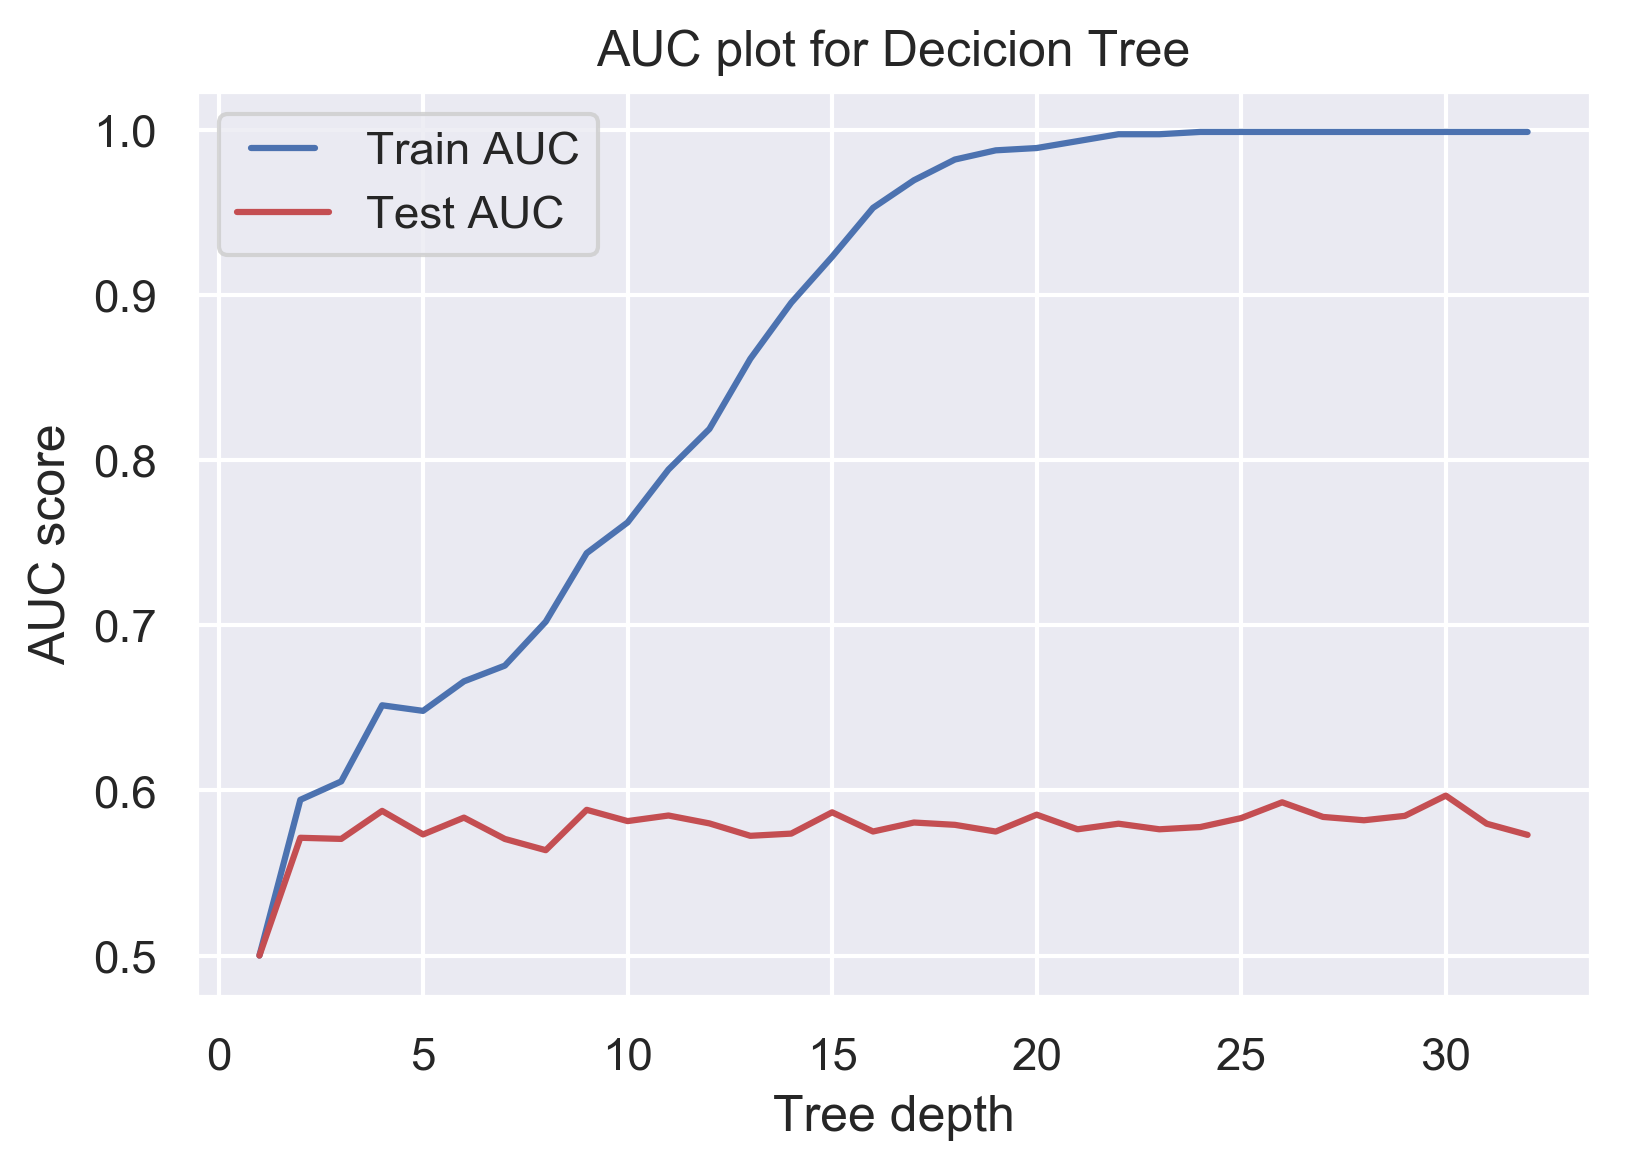 AUC plot for Decicion Tree
Train AUC
Test AUC
1.0
0.9
0.8
0.7
0.6
0.5
AUC score
0 5 10 15 20 25 30
Tree depth